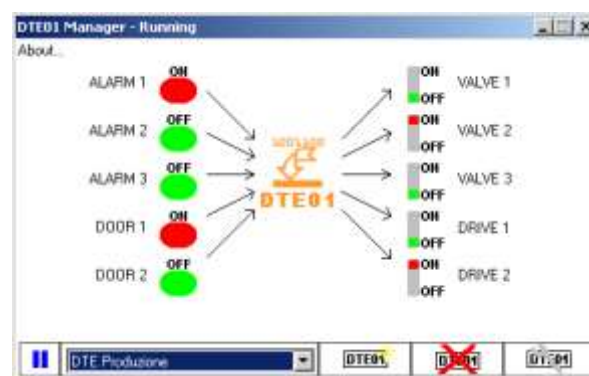 DTE01 Manager - Running
About...
ALARM 1 ON
ON OFF VALVE 1
ALARM 2 OFF
VALVE 2
ALARM 3 OFF
ON OFF VALVE 3
DTE01
DOOR 1 ON
ON OFF DRIVE 1
DOOR 2 OFF
ON OFF DRIVE 2
DTE Produzione
DTE01